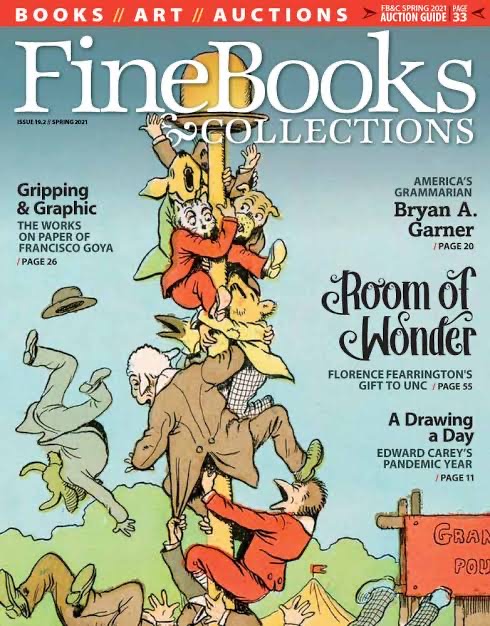 BOOKS // ART // AUCTIONS
FB&C SPRING 2021
AUCTION GUIDE
PAGE
33
FineBooks
& COLLECTIONS
ISSUE 19.2 // SPRING 2021
Gripping
& Graphic
THE WORKS
ON PAPER OF
FRANCISCO GOYA
/ PAGE 26
AMERICA'S
GRAMMARIAN
Bryan A.
Garner
/ PAGE 20
Room of
Wonder
FLORENCE FEARRINGTON'S
GIFT TO UNC / PAGE 55
A Drawing
a Day
EDWARD CAREY'S
PANDEMIC YEAR
/ PAGE 11
GRAN
POU